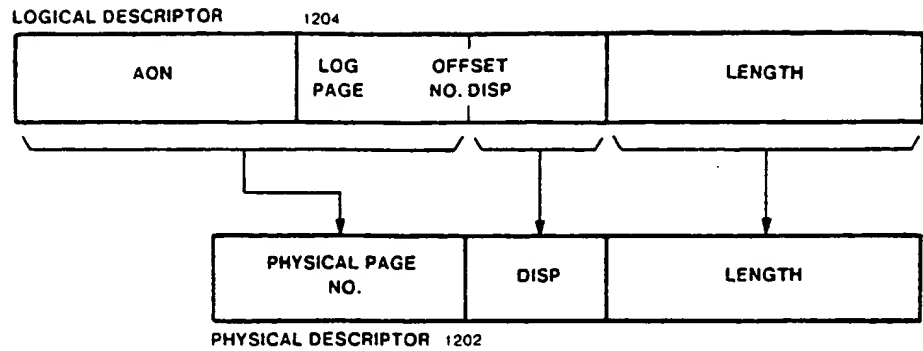 LOGICAL DESCRIPTOR 1204
AON
LOG OFFSET
PAGE NO. DISP
LENGTH
PHYSICAL PAGE
NO.
DISP
LENGTH
PHYSICAL DESCRIPTOR 1202